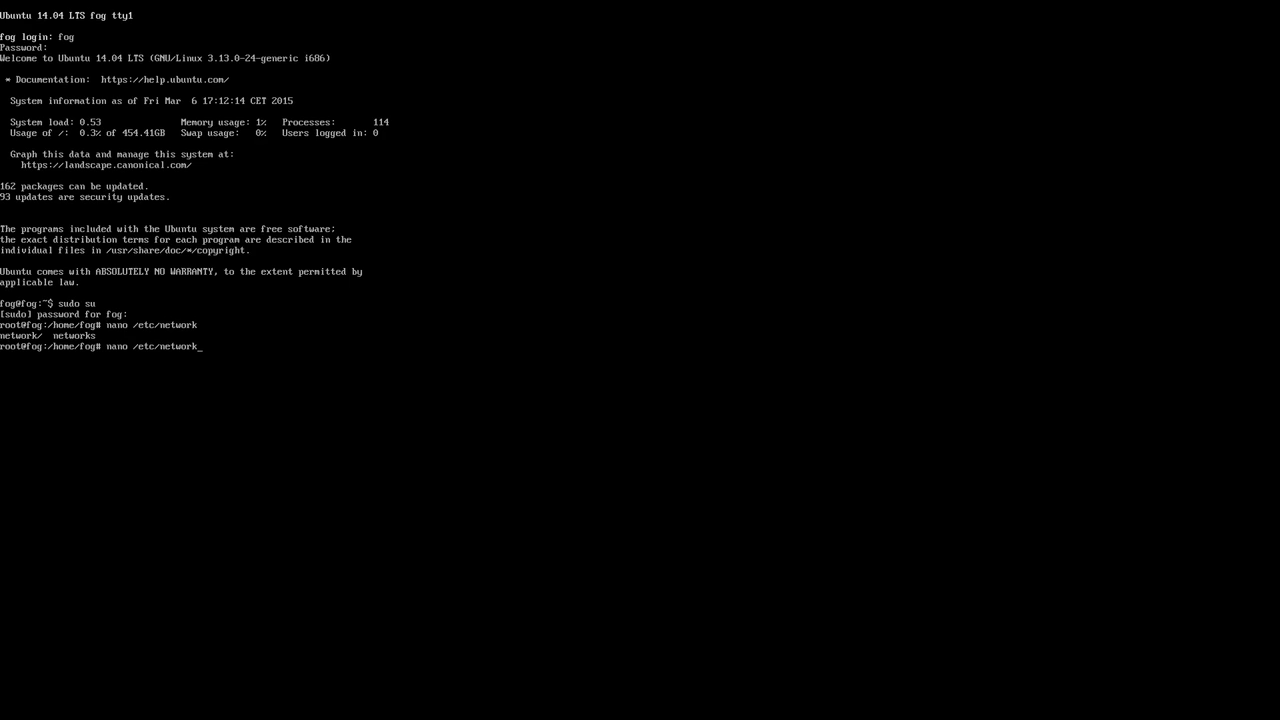 Ubuntu 14.04 LTS fog tty1
fog login: fog
Password:
Welcome to Ubuntu 14.04 LTS (GNU/Linux 3.13.0-24-generic i686)
* Documentation:  https://help.ubuntu.com/
System information as of Fri Mar  6 17:12:14 CET 2015
System load: 0.53               Memory usage: 1%   Processes:       114
Usage of /:  0.3% of 454.41GB   Swap usage:   0%   Users logged in: 0
Graph this data and manage this system at:
https://landscape.canonical.com/
162 packages can be updated.
93 updates are security updates.
The programs included with the Ubuntu system are free software;
the exact distribution terms for each program are described in the
individual files in /usr/share/doc/*/copyright.
Ubuntu comes with ABSOLUTELY NO WARRANTY, to the extent permitted by
applicable law.
fog@fog:~$ sudo su
[sudo] password for fog:
root@fog:/home/fog# nano /etc/network
network/  networks
root@fog:/home/fog# nano /etc/network_